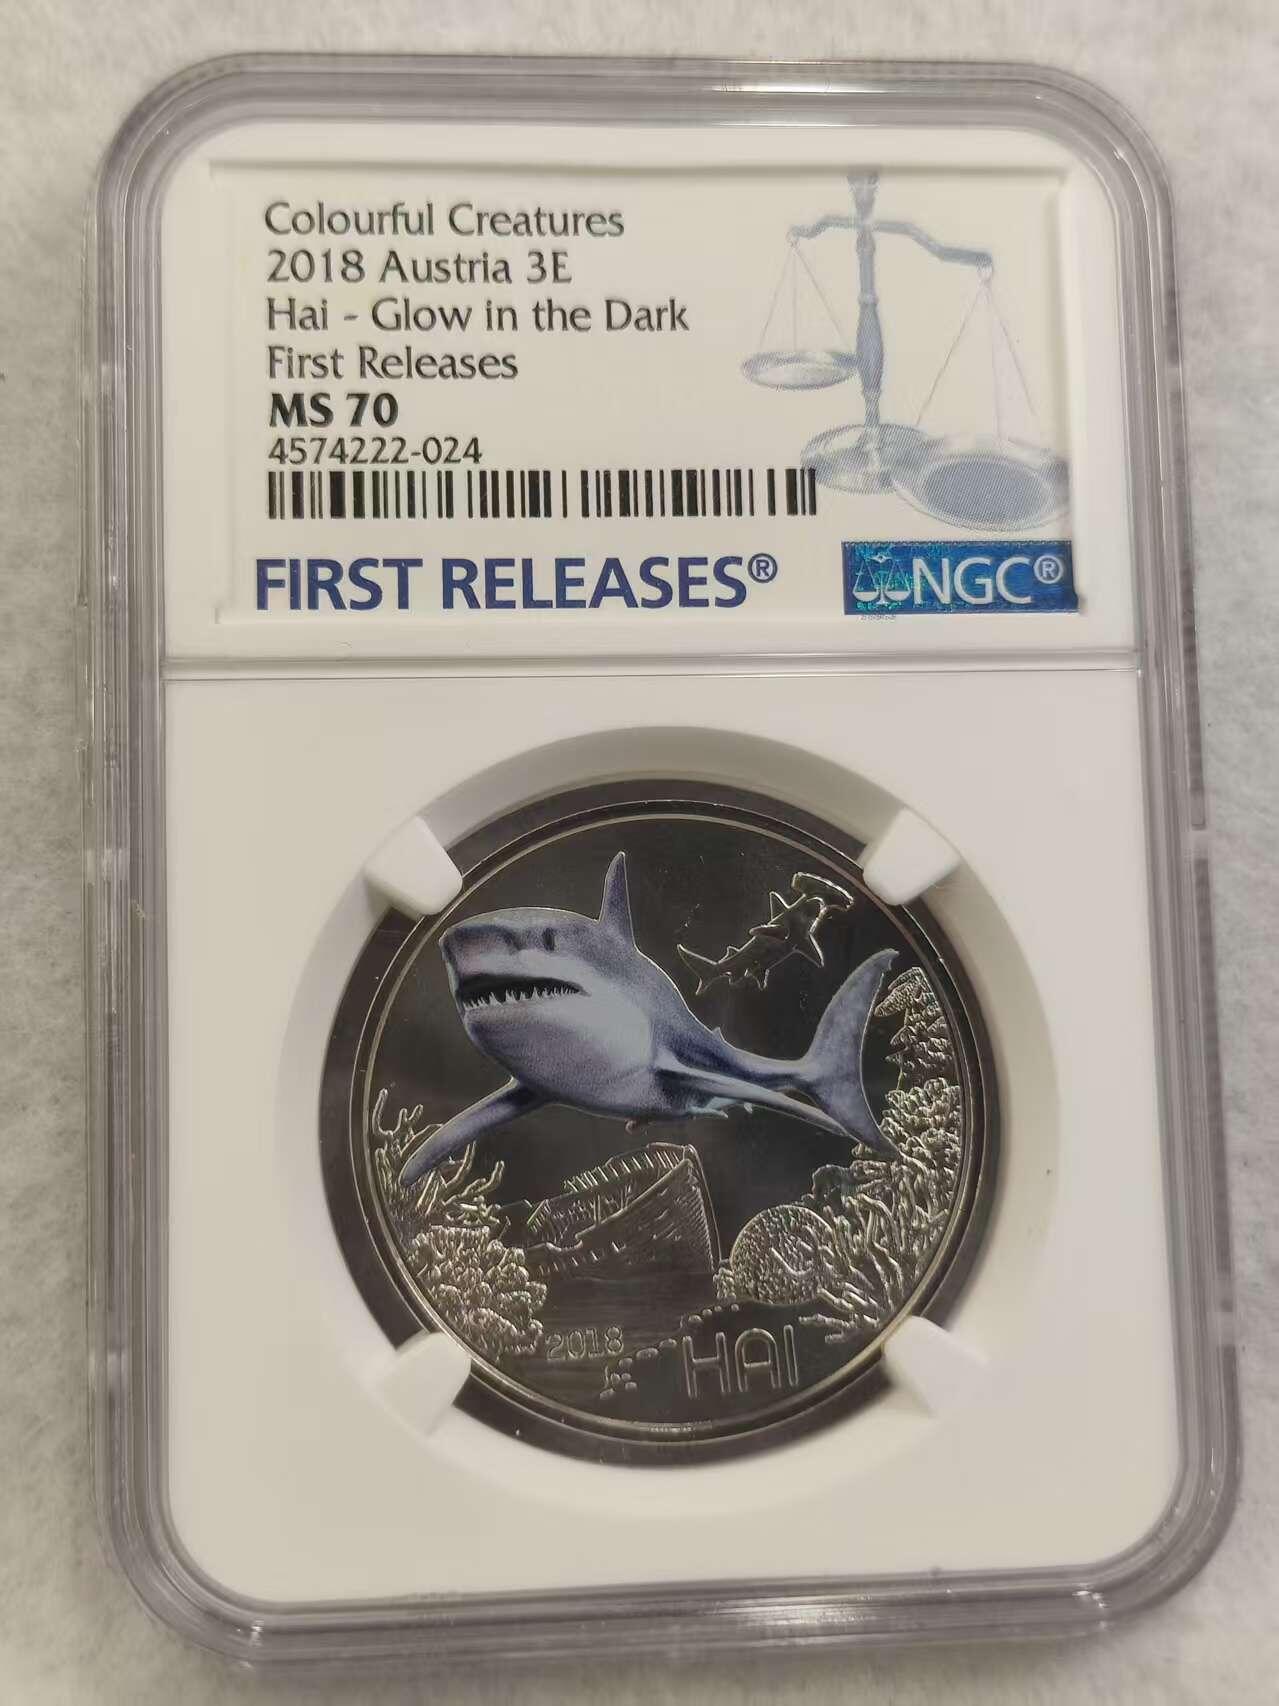 Colourful Creatures
2018 Austria 3E
Hai - Glow in the Dark
First Releases
MS 70
4574222-024
FIRST RELEASES®
NGC®
2018
HAI